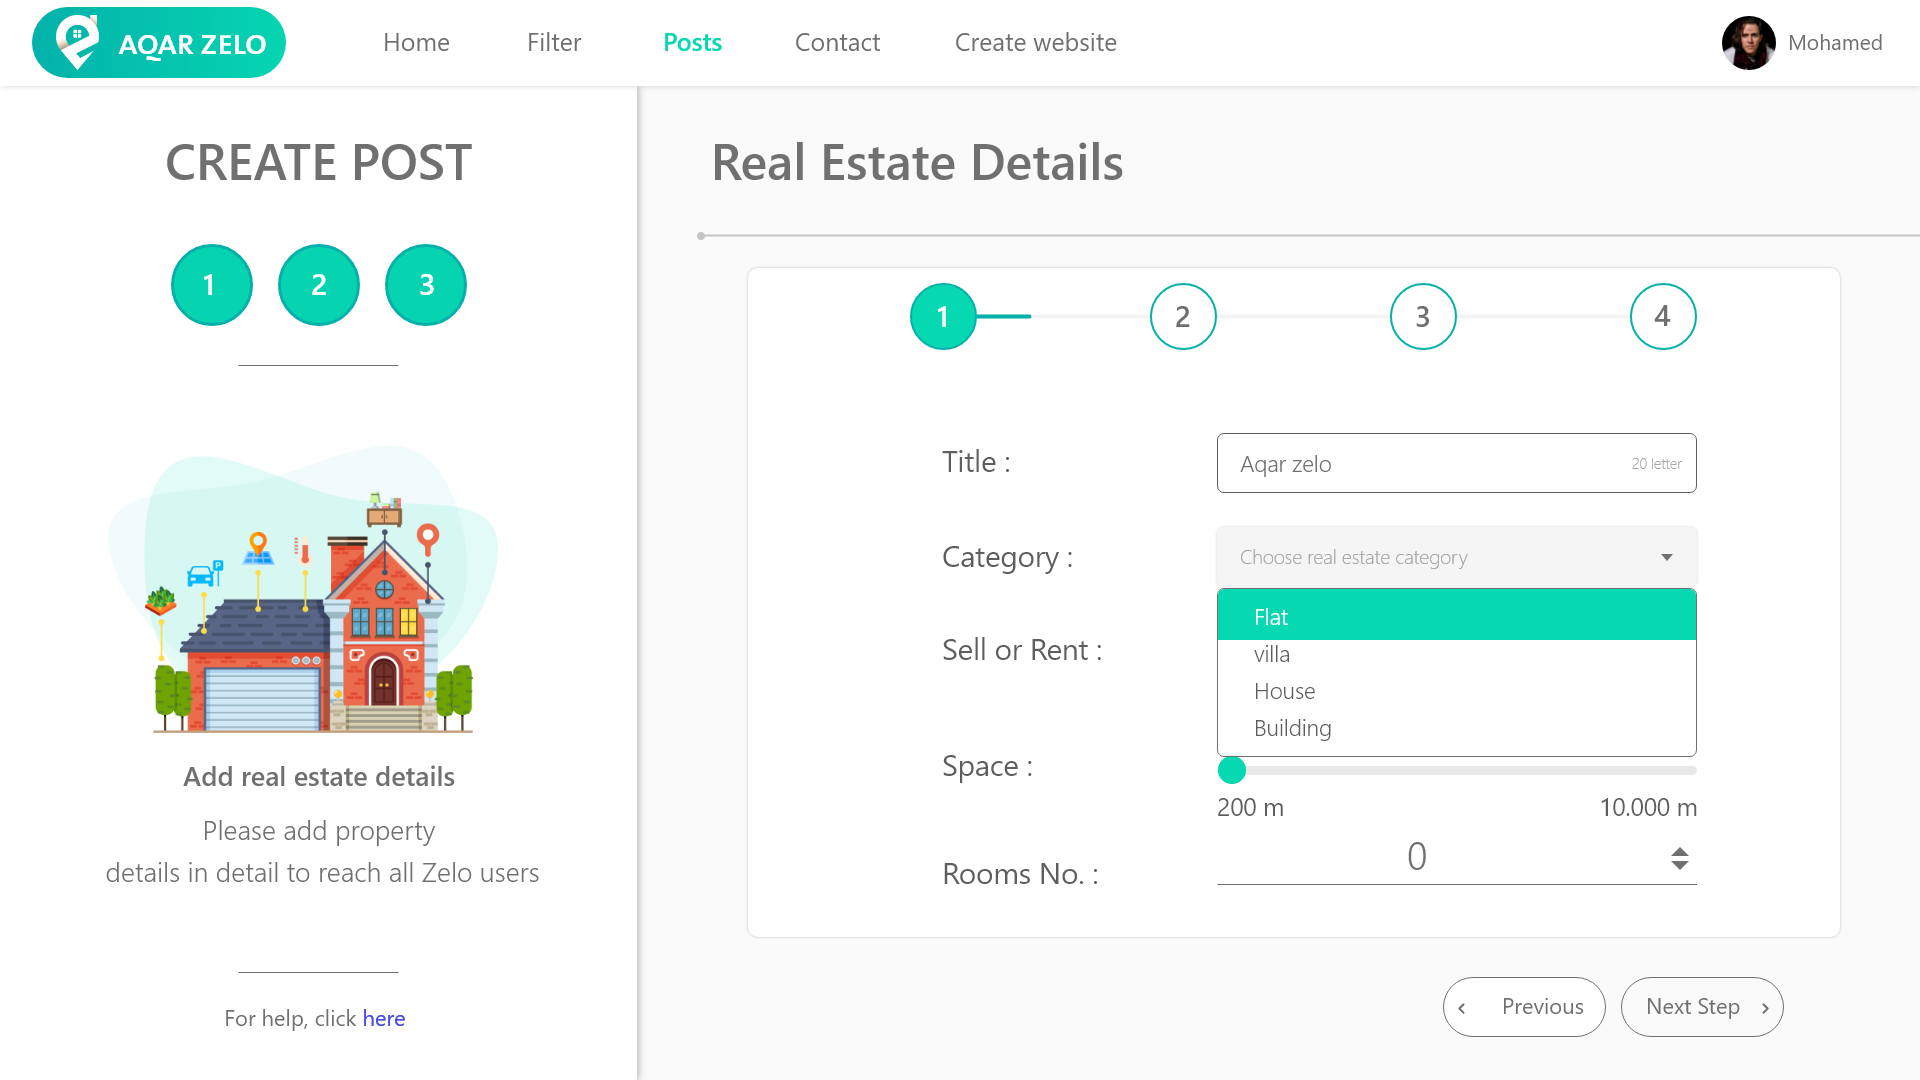 AQAR ZELO
Home
Filter
Posts
Contact
Create website
Mohamed
CREATE POST
1
2
3
Add real estate details
Please add property
details in detail to reach all Zelo users
For help, click here
Real Estate Details
1
2
3
4
Title :
Aqar zelo
20 letter
Category :
Choose real estate category
Flat
villa
House
Building
Sell or Rent :
Space :
200 m
10.000 m
Rooms No. :
0
Previous
Next Step